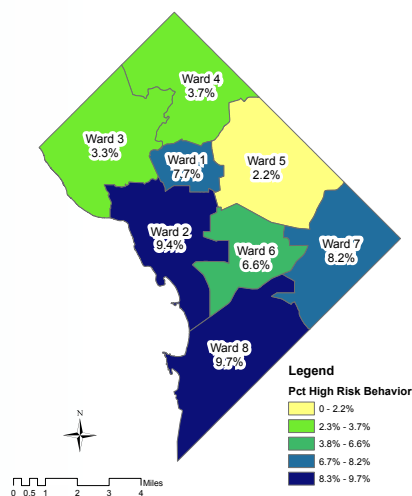 Ward 4
3.7%
Ward 3
3.3%
Ward 1
7.7%
Ward 5
2.2%
Ward 2
9.4%
Ward 6
6.6%
Ward 7
8.2%
Ward 8
9.7%
Legend
Pct High Risk Behavior
0 - 2.2%
2.3% - 3.7%
3.8% - 6.6%
6.7% - 8.2%
8.3% - 9.7%
N
Miles
0 0.5 1 2 3 4